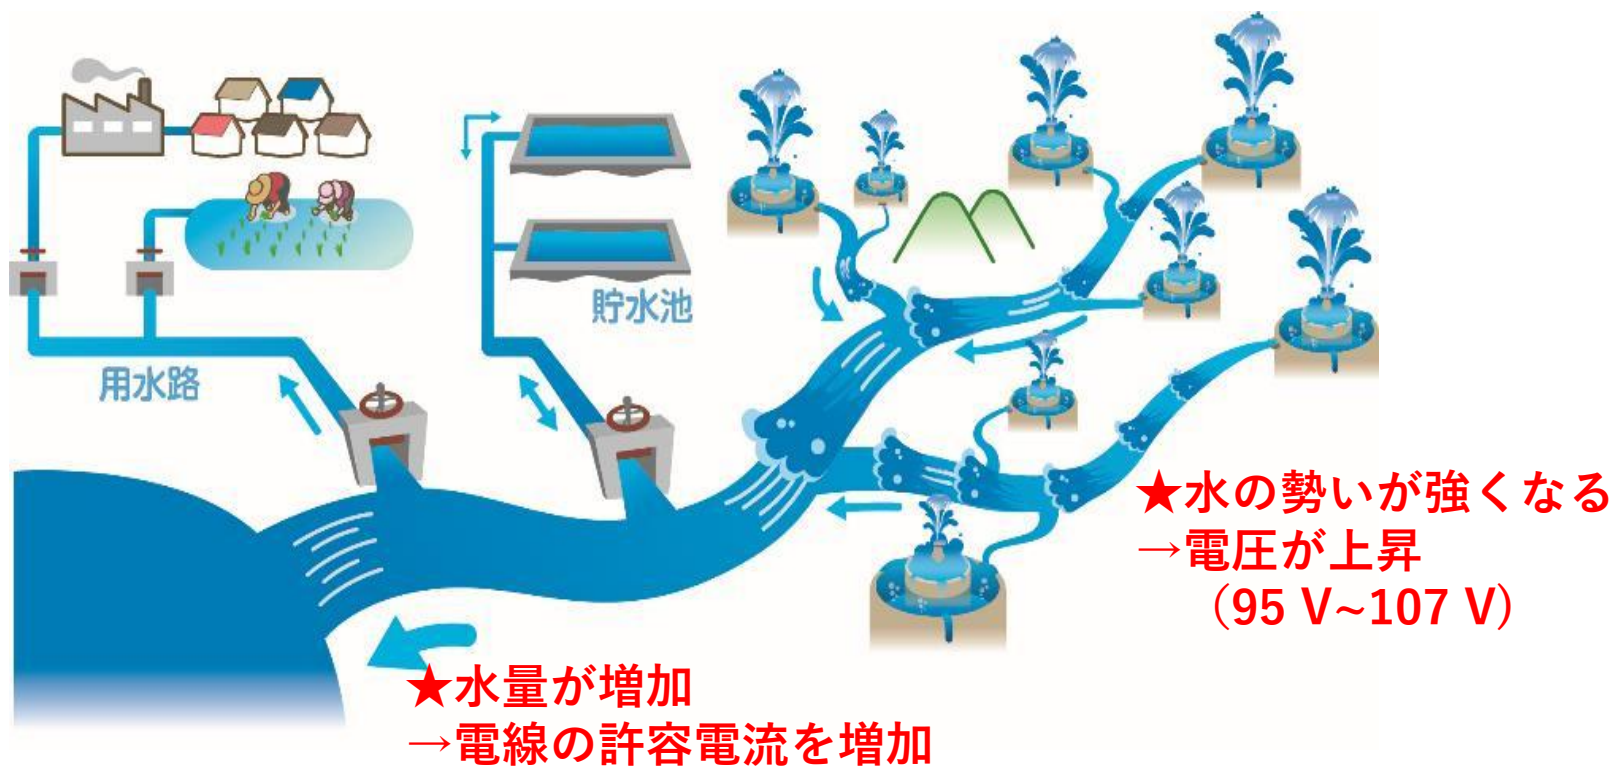 貯水池
用水路
★水の勢いが強くなる
→電圧が上昇
（95 V~107 V）
★水量が増加
→電線の許容電流を増加